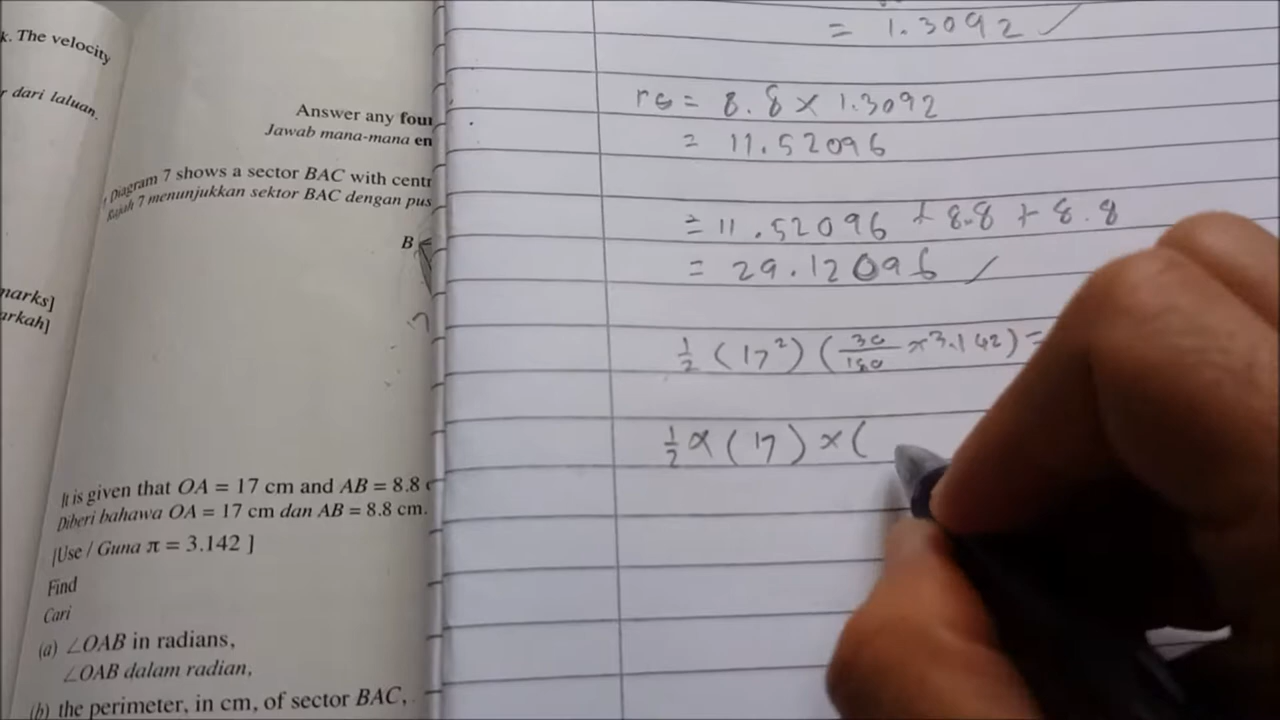 k. The velocity
r dari laluan.
narks]
arkah]
Answer any four
Jawab mana-mana en
Diagram 7 shows a sector BAC with centr
Rajah 7 menunjukkan sektor BAC dengan pus
B
It is given that OA = 17 cm and AB = 8.8
Diberi bahawa OA = 17 cm dan AB = 8.8 cm.
[Use / Guna π = 3.142 ]
Find
Cari
(a) ∠OAB in radians,
∠OAB dalam radian,
(b) the perimeter, in cm, of sector BAC,
= 1.3092 ✓
rθ = 8.8 × 1.3092
= 11.52096
= 11.52096 + 8.8 + 8.8
= 29.12096 /
½ (17²) (30/180 × 3.142) =
½ × (17) × (